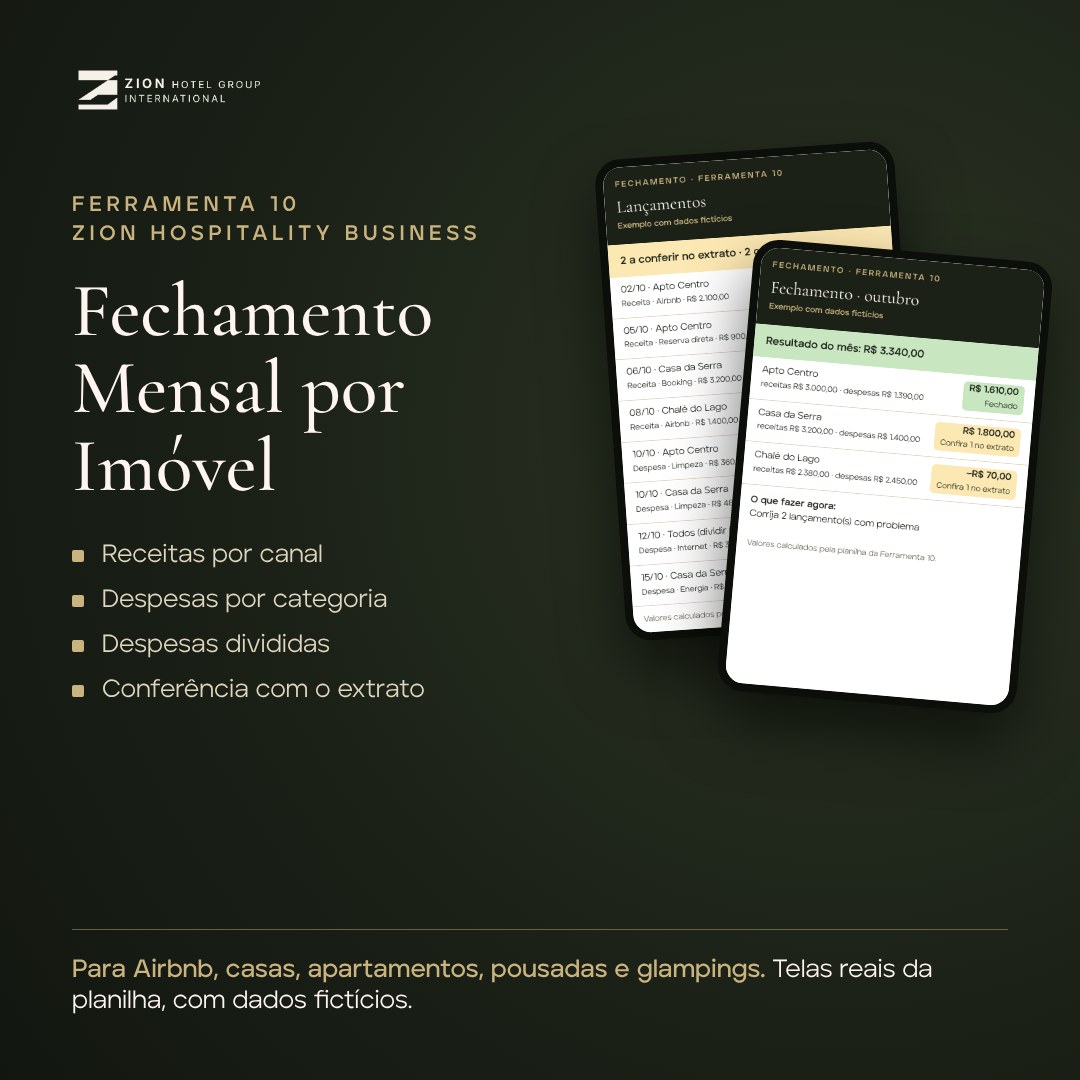 ZION HOTEL GROUP
INTERNATIONAL
FERRAMENTA 10
ZION HOSPITALITY BUSINESS
Fechamento
Mensal por
Imóvel
Receitas por canal
Despesas por categoria
Despesas divididas
Conferência com o extrato
FECHAMENTO · FERRAMENTA 10
Lançamentos
Exemplo com dados fictícios
2 a conferir no extrato · 2
02/10 · Apto Centro
Receita · Airbnb · R$ 2.100,00
05/10 · Apto Centro
Receita · Reserva direta · R$ 900,
06/10 · Casa da Serra
Receita · Booking · R$ 3.200,00
08/10 · Chalé do Lago
Receita · Airbnb · R$ 1.400,00
10/10 · Apto Centro
Despesa · Limpeza · R$ 360,
10/10 · Casa da Serra
Despesa · Limpeza · R$
12/10 · Todos (dividir
Despesa · Internet · R$
15/10 · Casa da
Despesa · Energia · R$
Valores calculados
FECHAMENTO · FERRAMENTA 10
Fechamento · outubro
Exemplo com dados fictícios
Resultado do mês: R$ 3.340,00
Apto Centro
receitas R$ 3.000,00 · despesas R$ 1.390,00
R$ 1.610,00
Fechado
Casa da Serra
receitas R$ 3.200,00 · despesas R$ 1.400,00
R$ 1.800,00
Confira 1 no extrato
Chalé do Lago
receitas R$ 2.380,00 · despesas R$ 2.450,00
–R$ 70,00
Confira 1 no extrato
O que fazer agora:
Corrija 2 lançamento(s) com problema
Valores calculados pela planilha da Ferramenta 10.
Para Airbnb, casas, apartamentos, pousadas e glampings. Telas reais da
planilha, com dados fictícios.